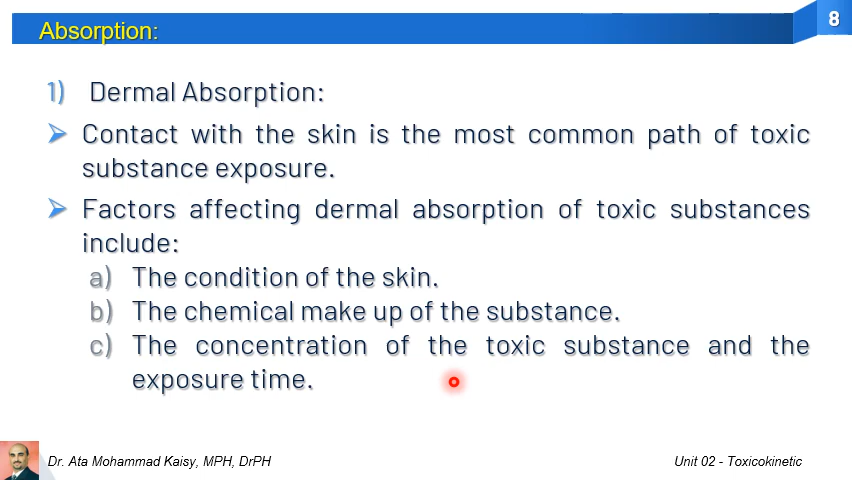 Absorption:
8
1) Dermal Absorption:
Contact with the skin is the most common path of toxic
substance exposure.
Factors affecting dermal absorption of toxic substances
include:
a) The condition of the skin.
b) The chemical make up of the substance.
c) The concentration of the toxic substance and the
exposure time.
Dr. Ata Mohammad Kaisy, MPH, DrPH
Unit 02 - Toxicokinetic